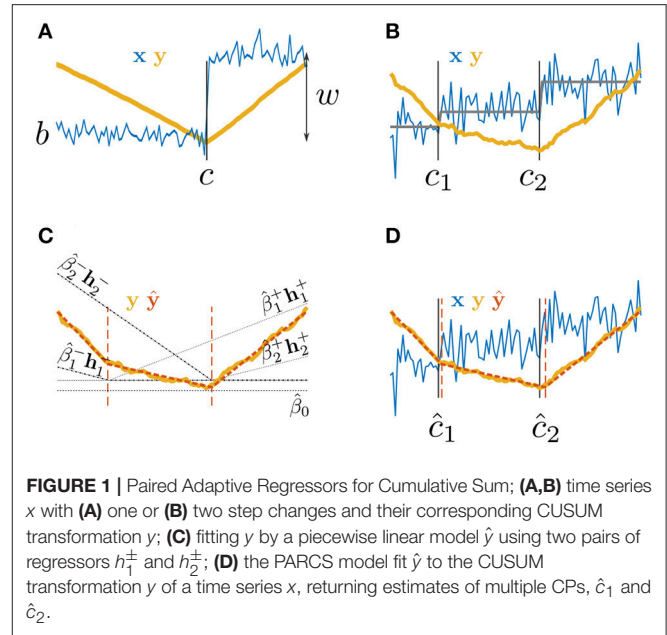 A
x y
b
w
c
B
x y
c₁
c₂
C
y ŷ
β̂₂⁻h₂⁻
β̂₁⁺h₁⁺
β̂₁⁻h₁⁻
β̂₂⁺h₂⁺
β̂₀
D
x y ŷ
ĉ₁
ĉ₂
FIGURE 1 | Paired Adaptive Regressors for Cumulative Sum; (A,B) time series
x with (A) one or (B) two step changes and their corresponding CUSUM
transformation y; (C) fitting y by a piecewise linear model ŷ using two pairs of
regressors h₁± and h₂±; (D) the PARCS model fit ŷ to the CUSUM
transformation y of a time series x, returning estimates of multiple CPs, ĉ₁ and
ĉ₂.